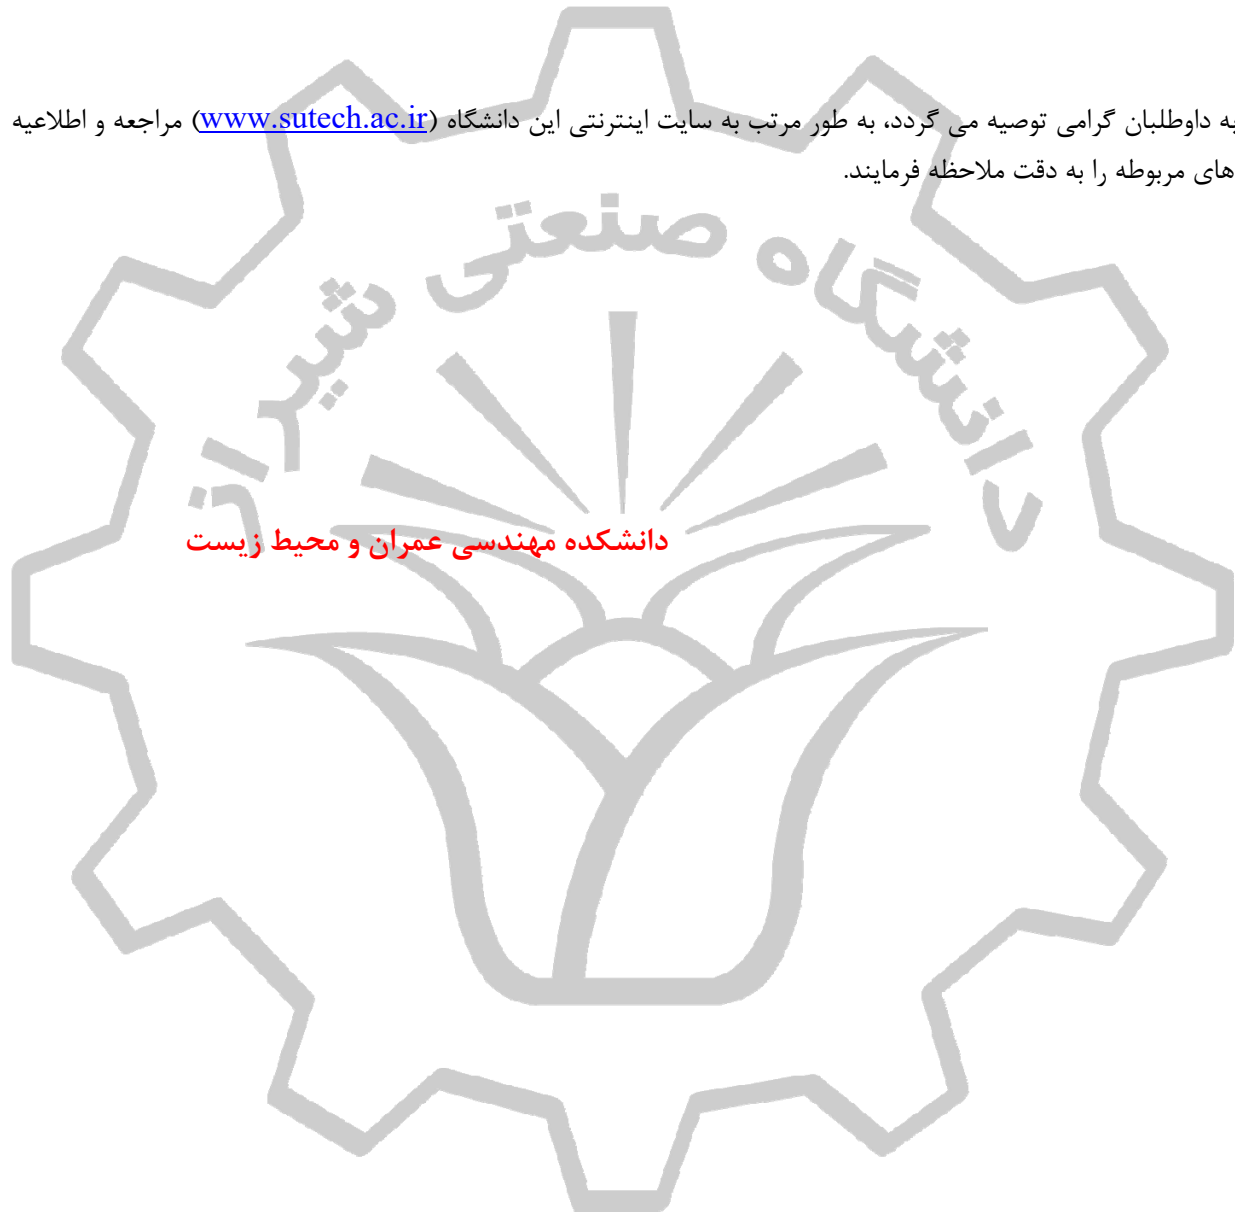 به داوطلبان گرامی توصیه می گردد، به طور مرتب به سایت اینترنتی این دانشگاه (www.sutech.ac.ir) مراجعه و اطلاعیه
های مربوطه را به دقت ملاحظه فرمایند.
دانشگاه صنعتی شیراز
دانشکده مهندسی عمران و محیط زیست